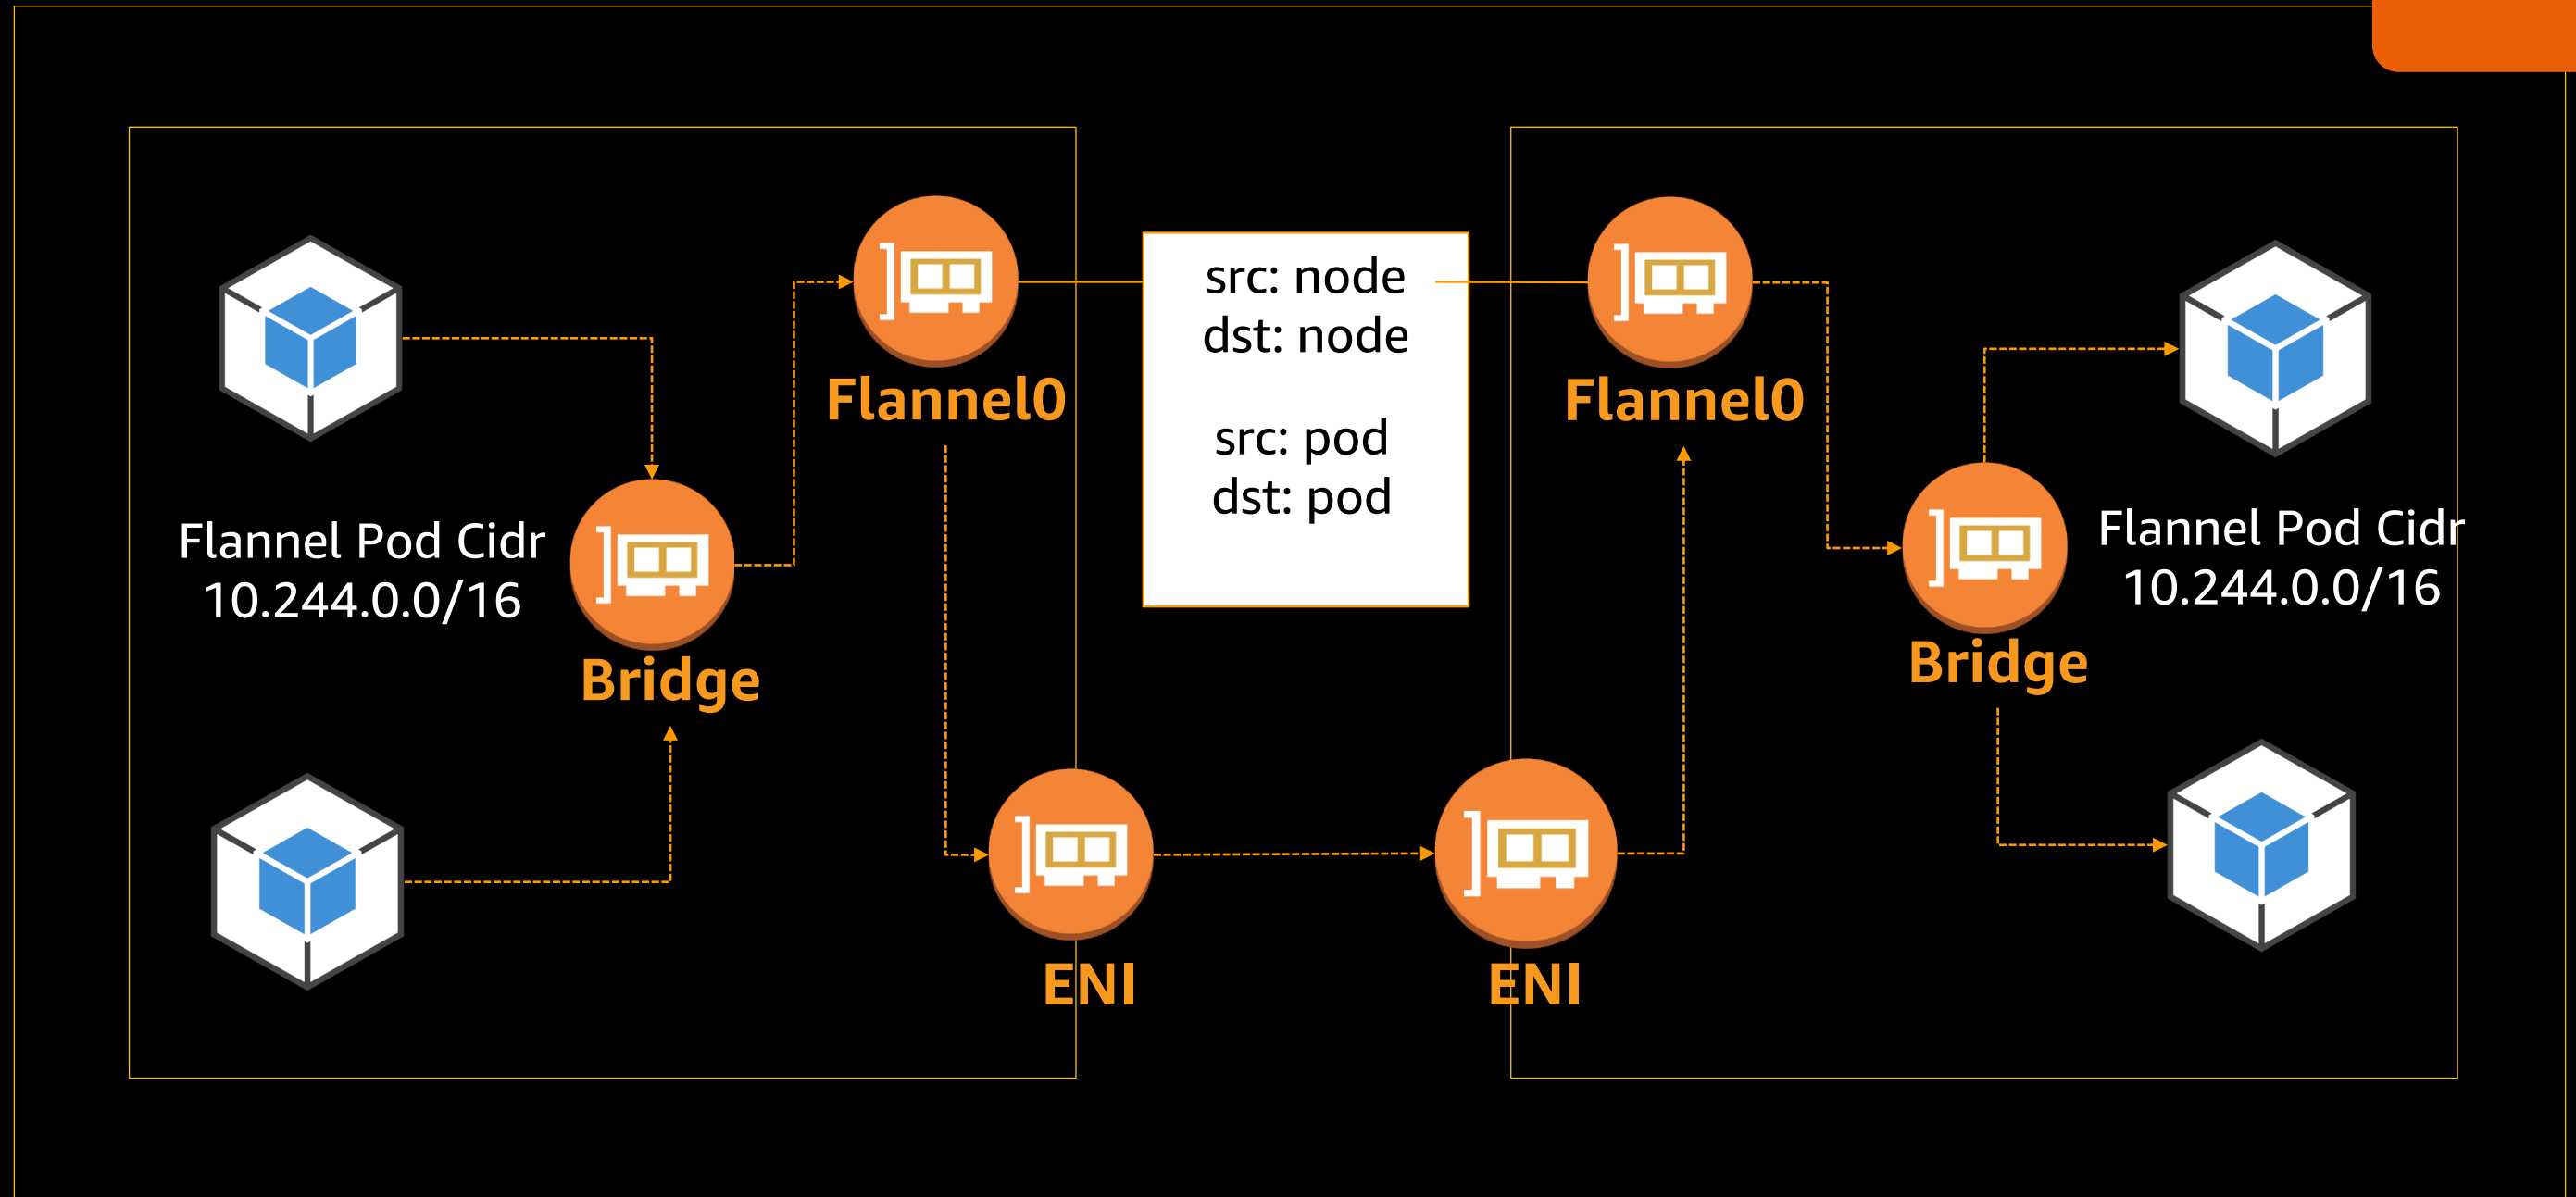 Flannel0
src: node
dst: node
src: pod
dst: pod
Flannel0
Flannel Pod Cidr
10.244.0.0/16
Bridge
Flannel Pod Cidr
10.244.0.0/16
Bridge
ENI
ENI